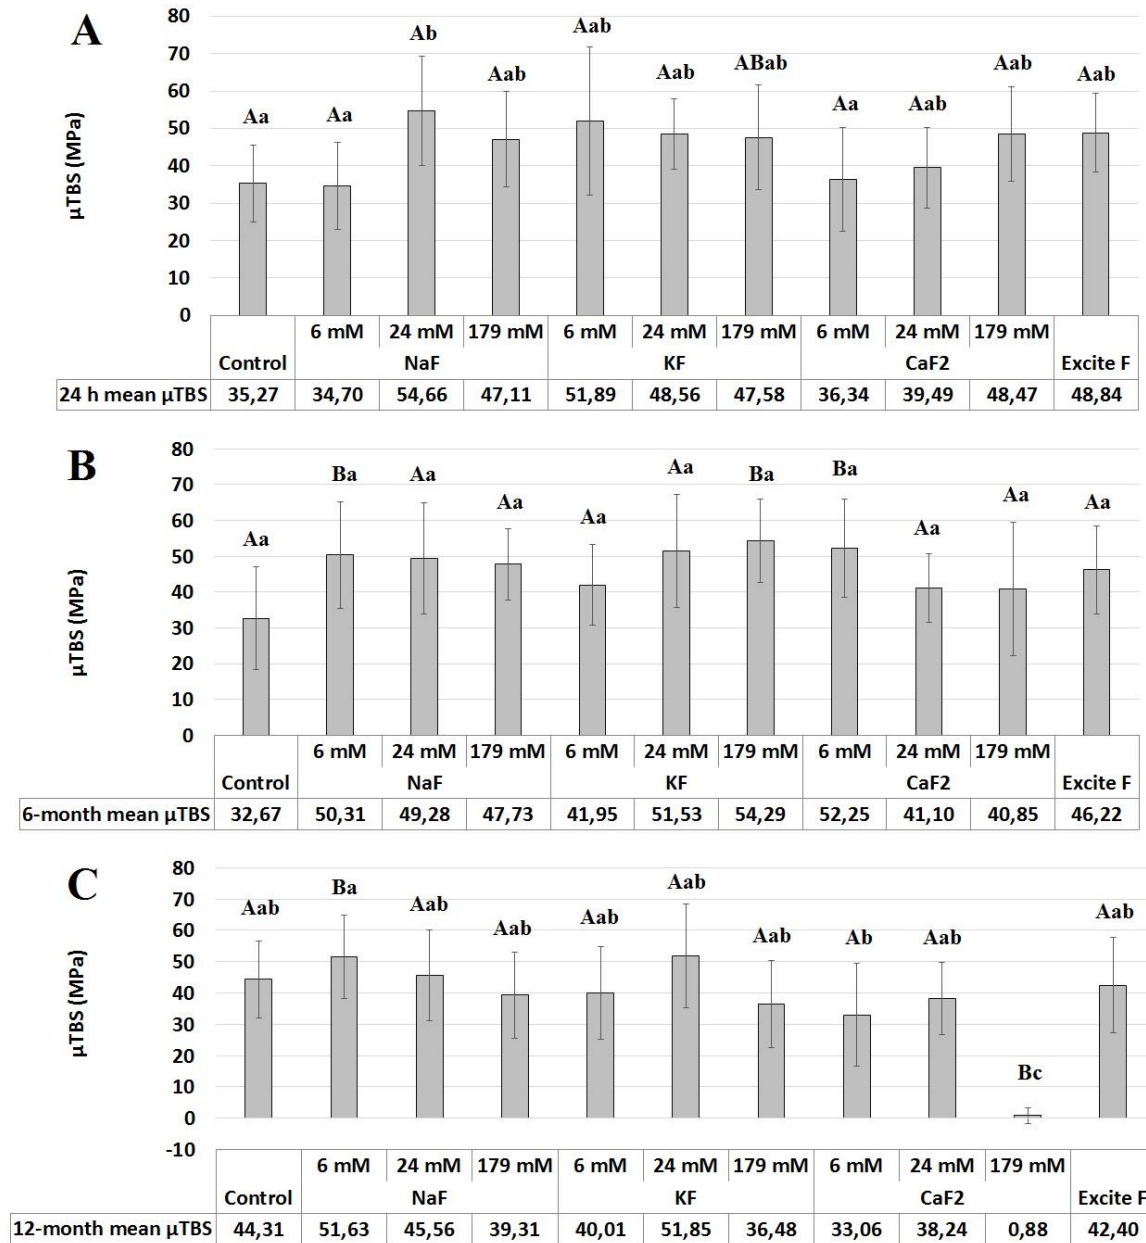 A
µTBS (MPa)
80
70
60
50
40
30
20
10
0
Aa Aa Ab Aab Aab Aab ABab Aa Aab Aab Aab
6 mM 24 mM 179 mM 6 mM 24 mM 179 mM 6 mM 24 mM 179 mM
Control NaF KF CaF2 Excite F
24 h mean µTBS 35,27 34,70 54,66 47,11 51,89 48,56 47,58 36,34 39,49 48,47 48,84
B
µTBS (MPa)
80
70
60
50
40
30
20
10
0
Aa Ba Aa Aa Aa Aa Ba Ba Aa Aa Aa
6 mM 24 mM 179 mM 6 mM 24 mM 179 mM 6 mM 24 mM 179 mM
Control NaF KF CaF2 Excite F
6-month mean µTBS 32,67 50,31 49,28 47,73 41,95 51,53 54,29 52,25 41,10 40,85 46,22
C
µTBS (MPa)
80
70
60
50
40
30
20
10
0
-10
Aab Ba Aab Aab Aab Aab Aab Ab Aab Bc Aab
6 mM 24 mM 179 mM 6 mM 24 mM 179 mM 6 mM 24 mM 179 mM
Control NaF KF CaF2 Excite F
12-month mean µTBS 44,31 51,63 45,56 39,31 40,01 51,85 36,48 33,06 38,24 0,88 42,40